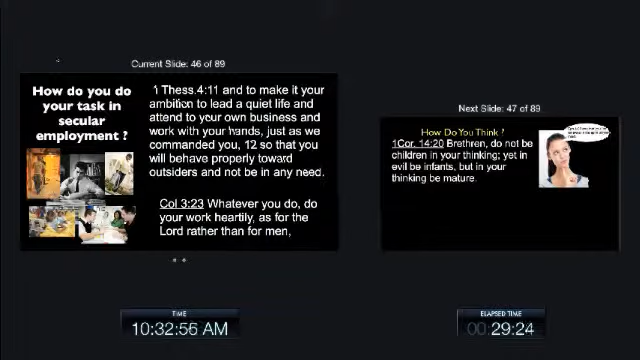 Current Slide: 46 of 89
How do you do
your task in
secular
employment ?
1 Thess.4:11 and to make it your
ambition to lead a quiet life and
attend to your own business and
work with your hands, just as we
commanded you, 12 so that you
will behave properly toward
outsiders and not be in any need.
Col 3:23 Whatever you do, do
your work heartily, as for the
Lord rather than for men,
Next Slide: 47 of 89
How Do You Think ?
1Cor. 14:20 Brethren, do not be
children in your thinking; yet in
evil be infants, but in your
thinking be mature.
TIME
10:32:56 AM
ELAPSED TIME
00:29:24